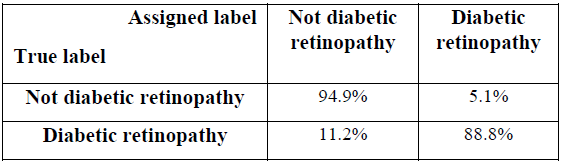 Assigned label
True label
Not diabetic
retinopathy
Diabetic
retinopathy
Not diabetic retinopathy 94.9% 5.1%
Diabetic retinopathy 11.2% 88.8%